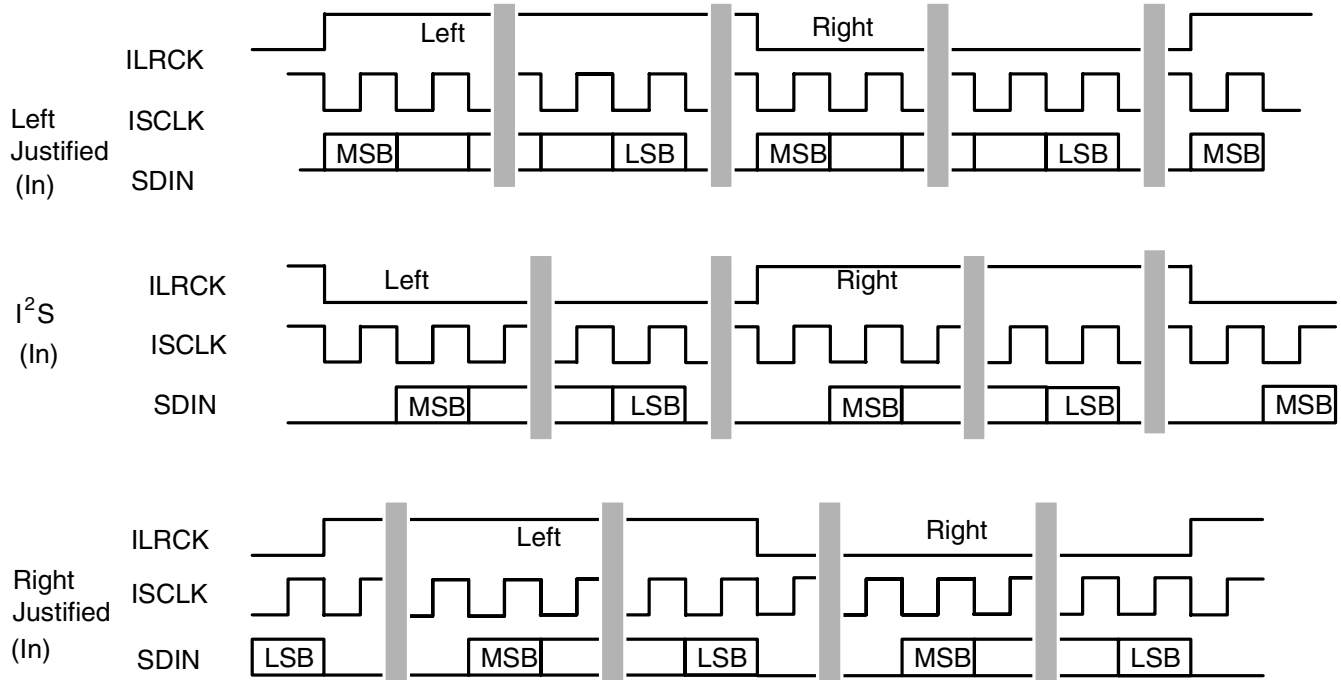 Left Right
ILRCK
ISCLK
Left
Justified
(In)
MSB LSB MSB LSB MSB
SDIN
Left Right
ILRCK
I²S
(In)
ISCLK
SDIN MSB LSB MSB LSB MSB
ILRCK Left Right
Right
Justified
(In)
ISCLK
SDIN LSB MSB LSB MSB LSB